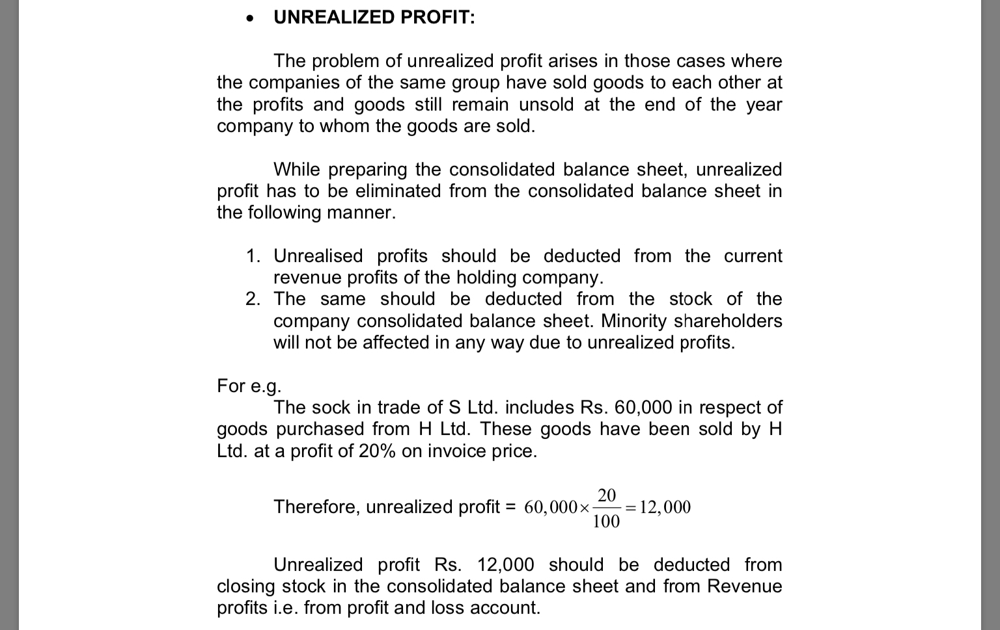 • UNREALIZED PROFIT:
The problem of unrealized profit arises in those cases where
the companies of the same group have sold goods to each other at
the profits and goods still remain unsold at the end of the year
company to whom the goods are sold.
While preparing the consolidated balance sheet, unrealized
profit has to be eliminated from the consolidated balance sheet in
the following manner.
1. Unrealised profits should be deducted from the current
revenue profits of the holding company.
2. The same should be deducted from the stock of the
company consolidated balance sheet. Minority shareholders
will not be affected in any way due to unrealized profits.
For e.g.
The sock in trade of S Ltd. includes Rs. 60,000 in respect of
goods purchased from H Ltd. These goods have been sold by H
Ltd. at a profit of 20% on invoice price.
Therefore, unrealized profit = 60,000 × 20/100 = 12,000
Unrealized profit Rs. 12,000 should be deducted from
closing stock in the consolidated balance sheet and from Revenue
profits i.e. from profit and loss account.